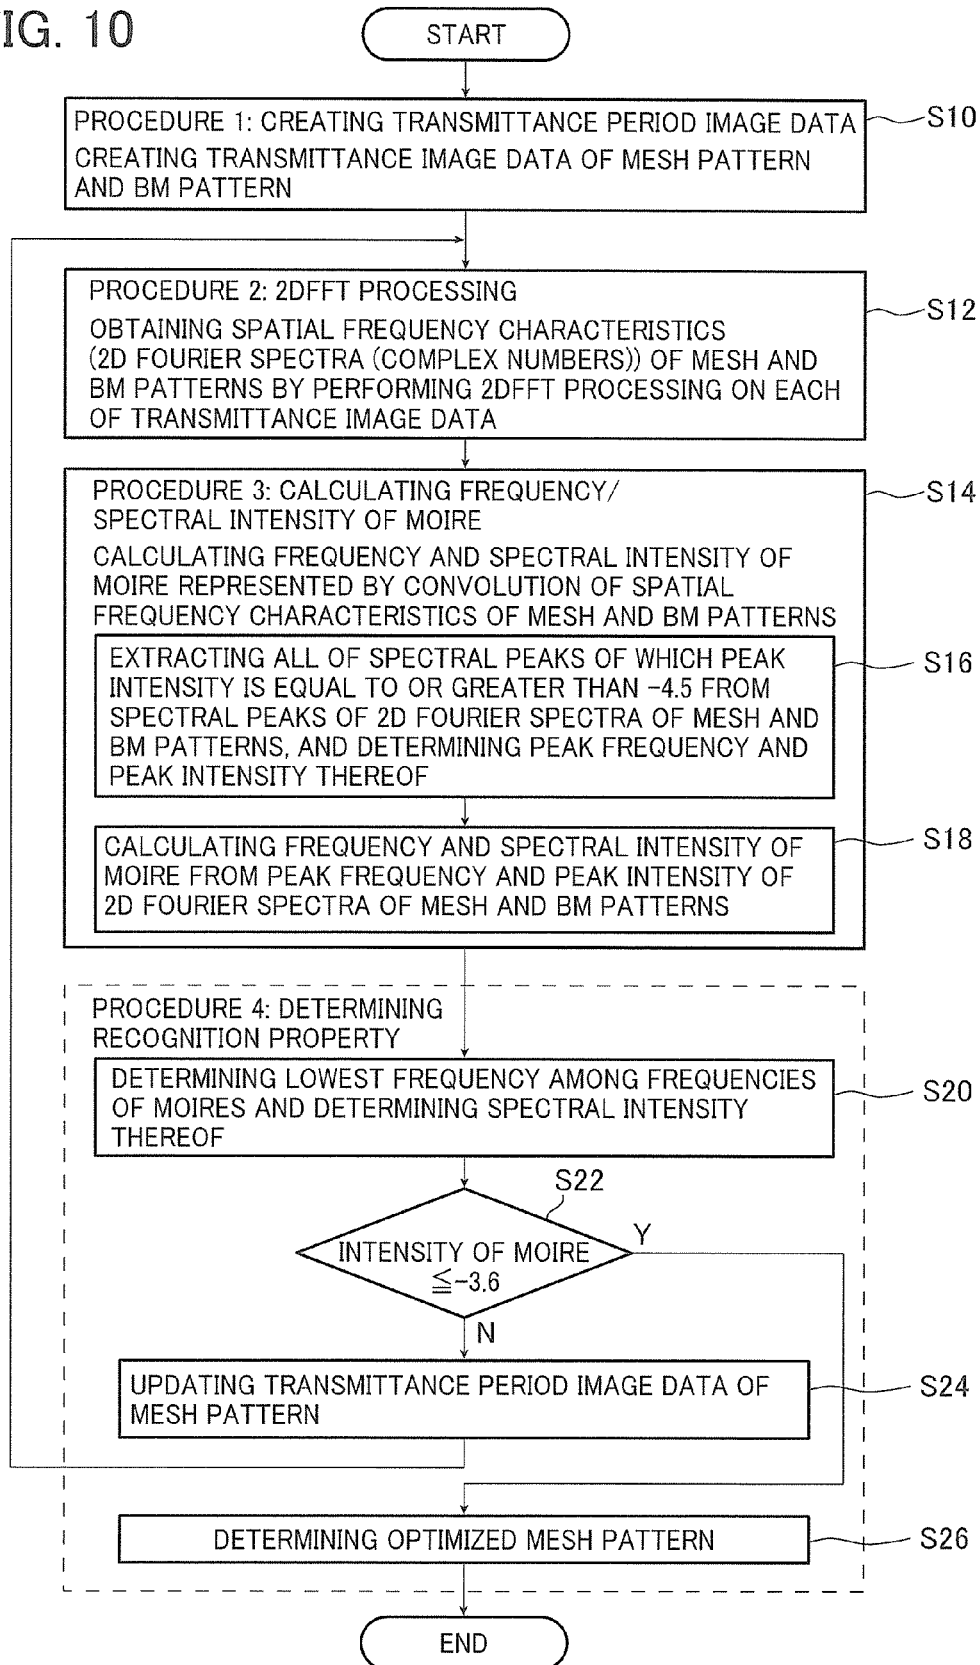 IG. 10
START
PROCEDURE 1: CREATING TRANSMITTANCE PERIOD IMAGE DATA
CREATING TRANSMITTANCE IMAGE DATA OF MESH PATTERN
AND BM PATTERN
S10
PROCEDURE 2: 2DFFT PROCESSING
OBTAINING SPATIAL FREQUENCY CHARACTERISTICS
(2D FOURIER SPECTRA (COMPLEX NUMBERS)) OF MESH AND
BM PATTERNS BY PERFORMING 2DFFT PROCESSING ON EACH
OF TRANSMITTANCE IMAGE DATA
S12
PROCEDURE 3: CALCULATING FREQUENCY/
SPECTRAL INTENSITY OF MOIRE
S14
CALCULATING FREQUENCY AND SPECTRAL INTENSITY OF
MOIRE REPRESENTED BY CONVOLUTION OF SPATIAL
FREQUENCY CHARACTERISTICS OF MESH AND BM PATTERNS
EXTRACTING ALL OF SPECTRAL PEAKS OF WHICH PEAK
INTENSITY IS EQUAL TO OR GREATER THAN -4.5 FROM
SPECTRAL PEAKS OF 2D FOURIER SPECTRA OF MESH AND
BM PATTERNS, AND DETERMINING PEAK FREQUENCY AND
PEAK INTENSITY THEREOF
S16
CALCULATING FREQUENCY AND SPECTRAL INTENSITY OF
MOIRE FROM PEAK FREQUENCY AND PEAK INTENSITY OF
2D FOURIER SPECTRA OF MESH AND BM PATTERNS
S18
PROCEDURE 4: DETERMINING
RECOGNITION PROPERTY
DETERMINING LOWEST FREQUENCY AMONG FREQUENCIES
OF MOIRES AND DETERMINING SPECTRAL INTENSITY
THEREOF
S20
S22
INTENSITY OF MOIRE
≦-3.6
Y
N
UPDATING TRANSMITTANCE PERIOD IMAGE DATA OF
MESH PATTERN
S24
DETERMINING OPTIMIZED MESH PATTERN
S26
END